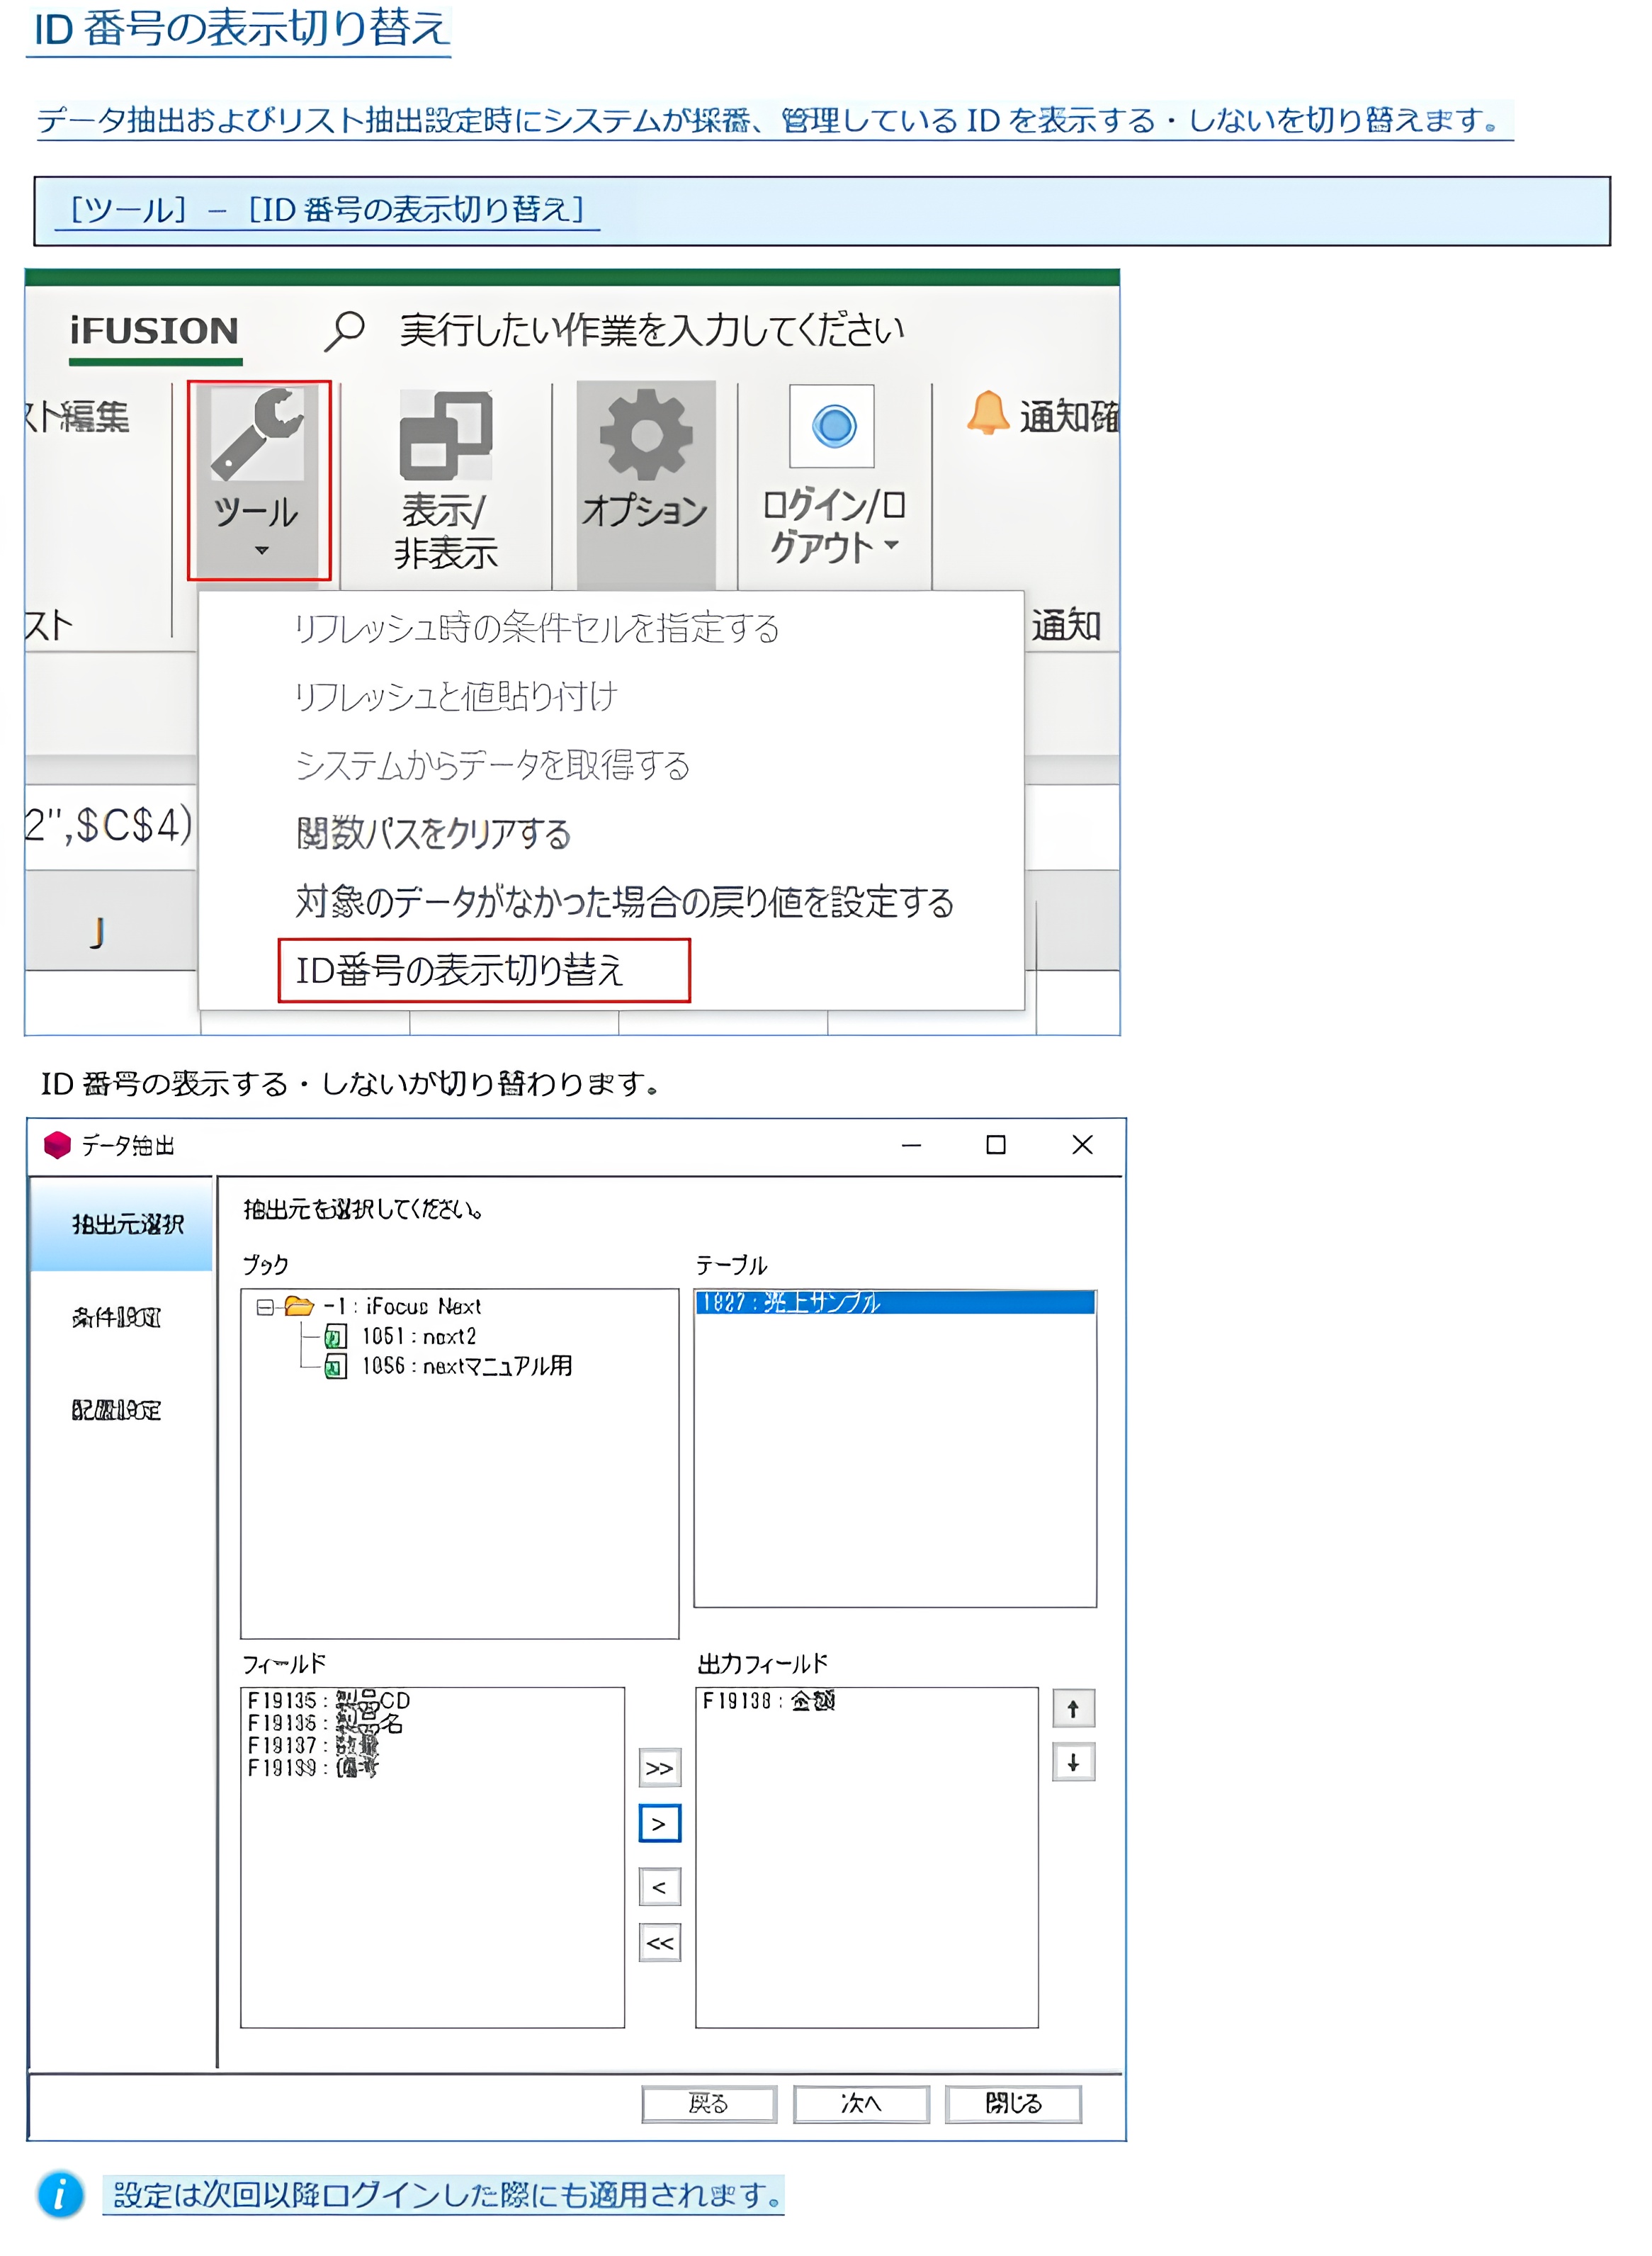 ID 番号の表示切り替え
データ抽出およびリスト抽出設定時にシステムが採番、管理している ID を表示する・しないを切り替えます。
［ツール］ – ［ID 番号の表示切り替え］
iFUSION 実行したい作業を入力してください
スト編集
ツール
表示/
非表示
オプション
ログイン/ロ
グアウト
通知確
スト
通知
リフレッシュ時の条件セルを指定する
リフレッシュと値貼り付け
システムからデータを取得する
関数パスをクリアする
対象のデータがなかった場合の戻り値を設定する
ID番号の表示切り替え
2",$C$4)
J
ID 番号の表示する・しないが切り替わります。
データ抽出
抽出元選択
条件設定
配置設定
抽出元を選択してください。
ブック
-1 : iFocus Next
1051 : next2
1056 : nextマニュアル用
テーブル
1827 : 売上サンプル
フィールド
F19135 : CD
F19136 : 名
F19137 :
F19139 :
>>
>
<
<<
出力フィールド
F19138 : 金額
↑
↓
戻る
次へ
閉じる
i 設定は次回以降ログインした際にも適用されます。